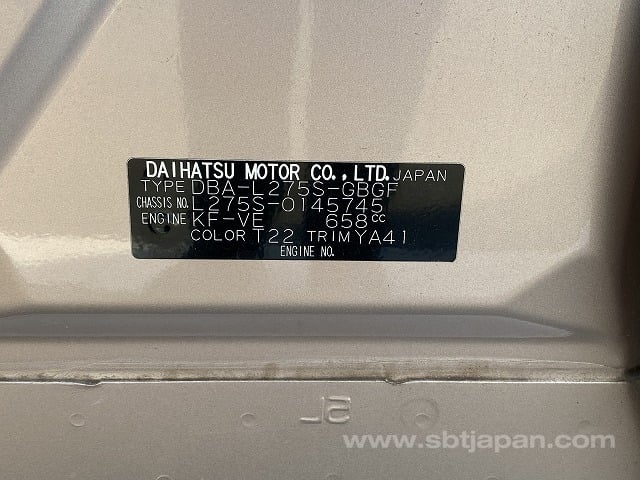 DAIHATSU MOTOR CO.,LTD. JAPAN
TYPE DBA-L275S-GBGF
CHASSIS NO. L275S-0145745
ENGINE KF-VE 658cc
COLOR T22 TRIM YA41
ENGINE NO.
www.sbtjapan.com